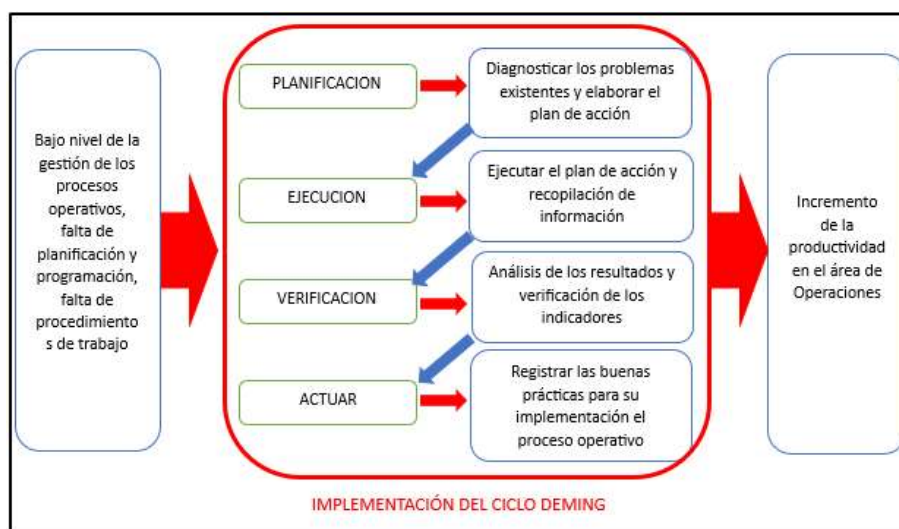 Bajo nivel de la
gestión de los
procesos
operativos,
falta de
planificación y
programación,
falta de
procedimiento
s de trabajo
PLANIFICACION
Diagnosticar los problemas
existentes y elaborar el
plan de acción
EJECUCION
Ejecutar el plan de acción y
recopilación de
información
VERIFICACION
Análisis de los resultados y
verificación de los
indicadores
ACTUAR
Registrar las buenas
prácticas para su
implementación el
proceso operativo
IMPLEMENTACIÓN DEL CICLO DEMING
Incremento
de la
productividad
en el área de
Operaciones